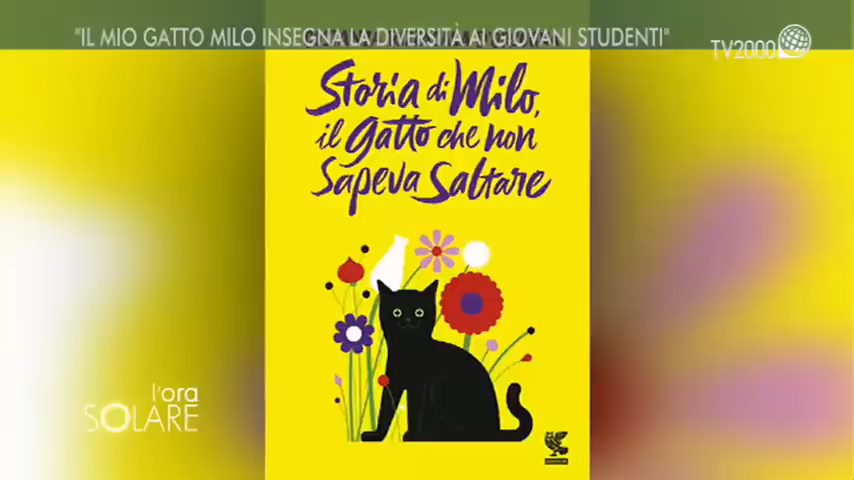 "IL MIO GATTO MILO INSEGNA LA DIVERSITÀ AI GIOVANI STUDENTI"
TV2000
Storia di Milo,
il gatto che non
sapeva saltare
l'ora
SOLARE